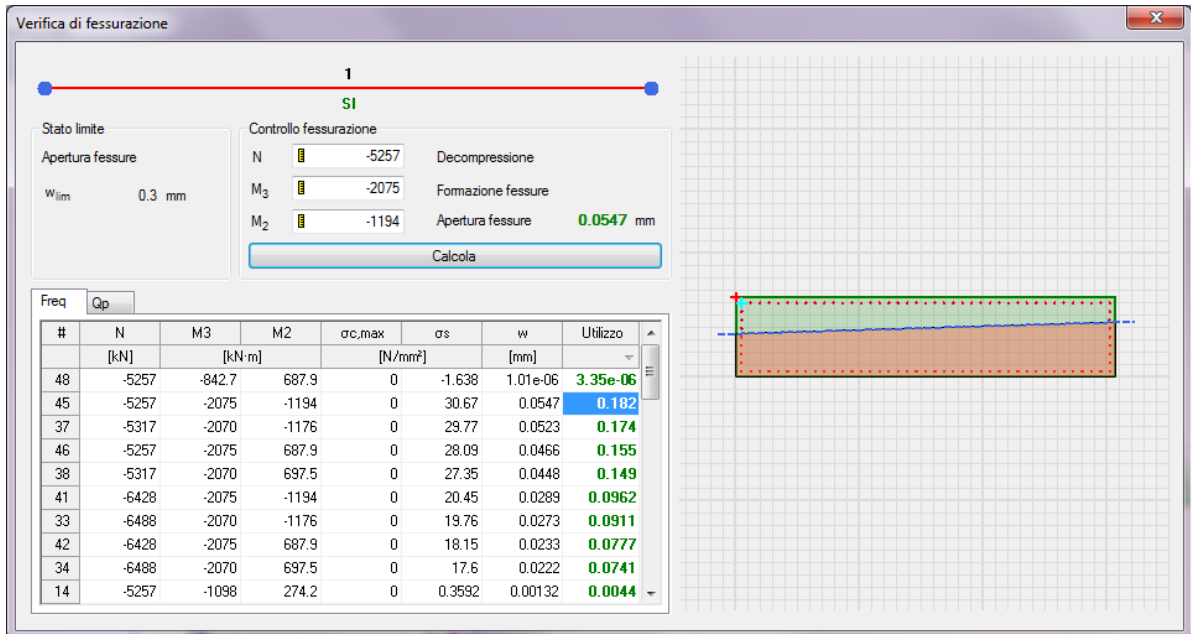 Verifica di fessurazione
x
1
SI
Stato limite
Apertura fessure
wlim 0.3 mm
Controllo fessurazione
N -5257 Decompressione
M3 -2075 Formazione fessure
M2 -1194 Apertura fessure 0.0547 mm
Calcola
Freq Qp
# N M3 M2 σc,max σs w Utilizzo
[kN] [kN·m] [N/mm²] [mm]
48 -5257 -842.7 687.9 0 -1.638 1.01e-06 3.35e-06
45 -5257 -2075 -1194 0 30.67 0.0547 0.182
37 -5317 -2070 -1176 0 29.77 0.0523 0.174
46 -5257 -2075 687.9 0 28.09 0.0466 0.155
38 -5317 -2070 697.5 0 27.35 0.0448 0.149
41 -6428 -2075 -1194 0 20.45 0.0289 0.0962
33 -6488 -2070 -1176 0 19.76 0.0273 0.0911
42 -6428 -2075 687.9 0 18.15 0.0233 0.0777
34 -6488 -2070 697.5 0 17.6 0.0222 0.0741
14 -5257 -1098 274.2 0 0.3592 0.00132 0.0044